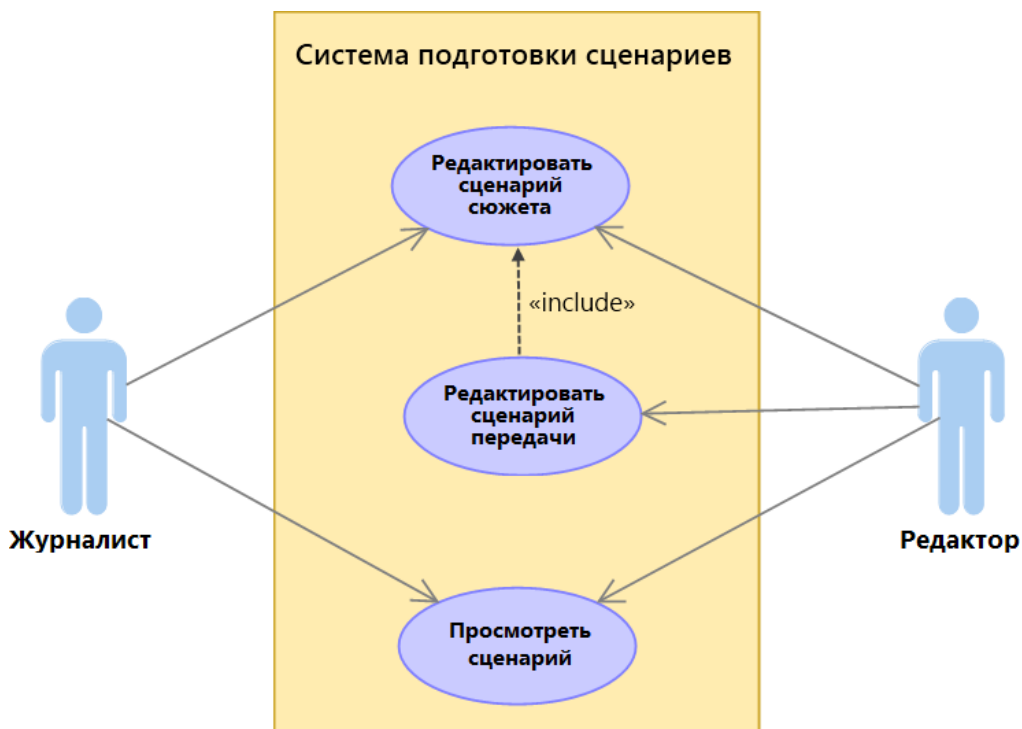 Система подготовки сценариев
Редактировать
сценарий
сюжета
«include»
Редактировать
сценарий
передачи
Журналист
Редактор
Просмотреть
сценарий